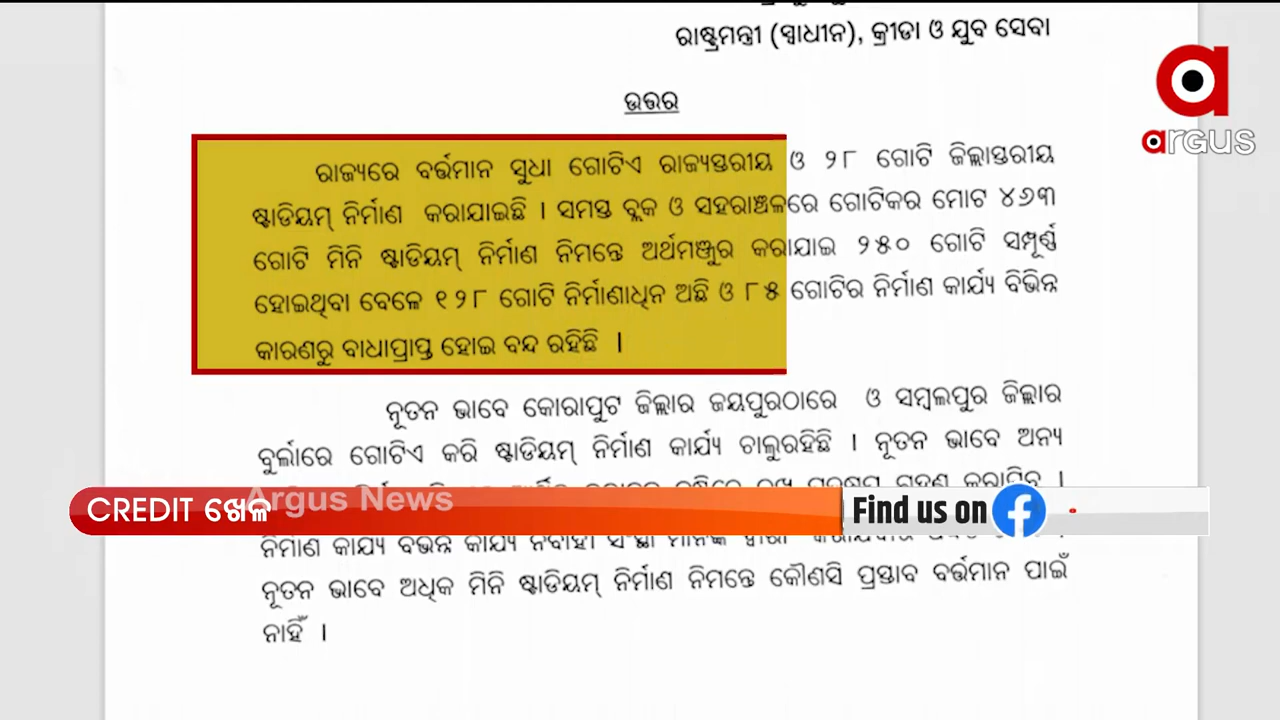 ରାଷ୍ଟ୍ରମନ୍ତ୍ରୀ (ସ୍ୱାଧୀନ), କ୍ରୀଡା ଓ ଯୁବ ସେବା
ଉତ୍ତର
argus
ରାଜ୍ୟରେ ବର୍ତ୍ତମାନ ସୁଧା ଗୋଟିଏ ରାଜ୍ୟସ୍ତରୀୟ ଓ ୨୮ ଗୋଟି ଜିଲ୍ଲାସ୍ତରୀୟ
ଷ୍ଟାଡିୟମ୍ ନିର୍ମାଣ କରାଯାଇଛି । ସମସ୍ତ ବ୍ଲକ ଓ ସହରାଞ୍ଚଳରେ ଗୋଟିକର ମୋଟ ୪୬୩
ଗୋଟି ମିନି ଷ୍ଟାଡିୟମ୍ ନିର୍ମାଣ ନିମନ୍ତେ ଅର୍ଥମଞ୍ଜୁର କରାଯାଇ ୨୫୦ ଗୋଟି ସମ୍ପୂର୍ଣ୍ଣ
ହୋଇଥିବା ବେଳେ ୧୨୮ ଗୋଟି ନିର୍ମାଣାଧିନ ଅଛି ଓ ୮୫ ଗୋଟିର ନିର୍ମାଣ କାର୍ଯ୍ୟ ବିଭିନ୍ନ
କାରଣରୁ ବାଧାପ୍ରାପ୍ତ ହୋଇ ବନ୍ଦ ରହିଛି ।
ନୂତନ ଭାବେ କୋରାପୁଟ ଜିଲ୍ଲାର ଜୟପୁରଠାରେ ଓ ସମ୍ବଲପୁର ଜିଲ୍ଲାର
ବୁର୍ଲାରେ ଗୋଟିଏ କରି ଷ୍ଟାଡିୟମ୍ ନିର୍ମାଣ କାର୍ଯ୍ୟ ଚାଲୁରହିଛି । ନୂତନ ଭାବେ ଅନ୍ୟ
Argus News
CREDIT ଖେଳ
Find us on
ନିର୍ମାଣ କାର୍ଯ୍ୟ ବିଭିନ୍ନ କାର୍ଯ୍ୟ
ନୂତନ ଭାବେ ଅଧିକ ମିନି ଷ୍ଟାଡିୟମ୍ ନିର୍ମାଣ ନିମନ୍ତେ କୌଣସି ପ୍ରସ୍ତାବ ବର୍ତ୍ତମାନ ପାଇଁ
ନାହିଁ ।